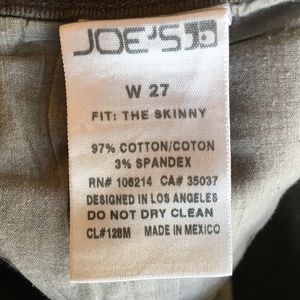 JOE'S
W 27
FIT: THE SKINNY
97% COTTON/COTON
3% SPANDEX
RN# 106214 CA# 35037
DESIGNED IN LOS ANGELES
DO NOT DRY CLEAN
CL#128M MADE IN MEXICO